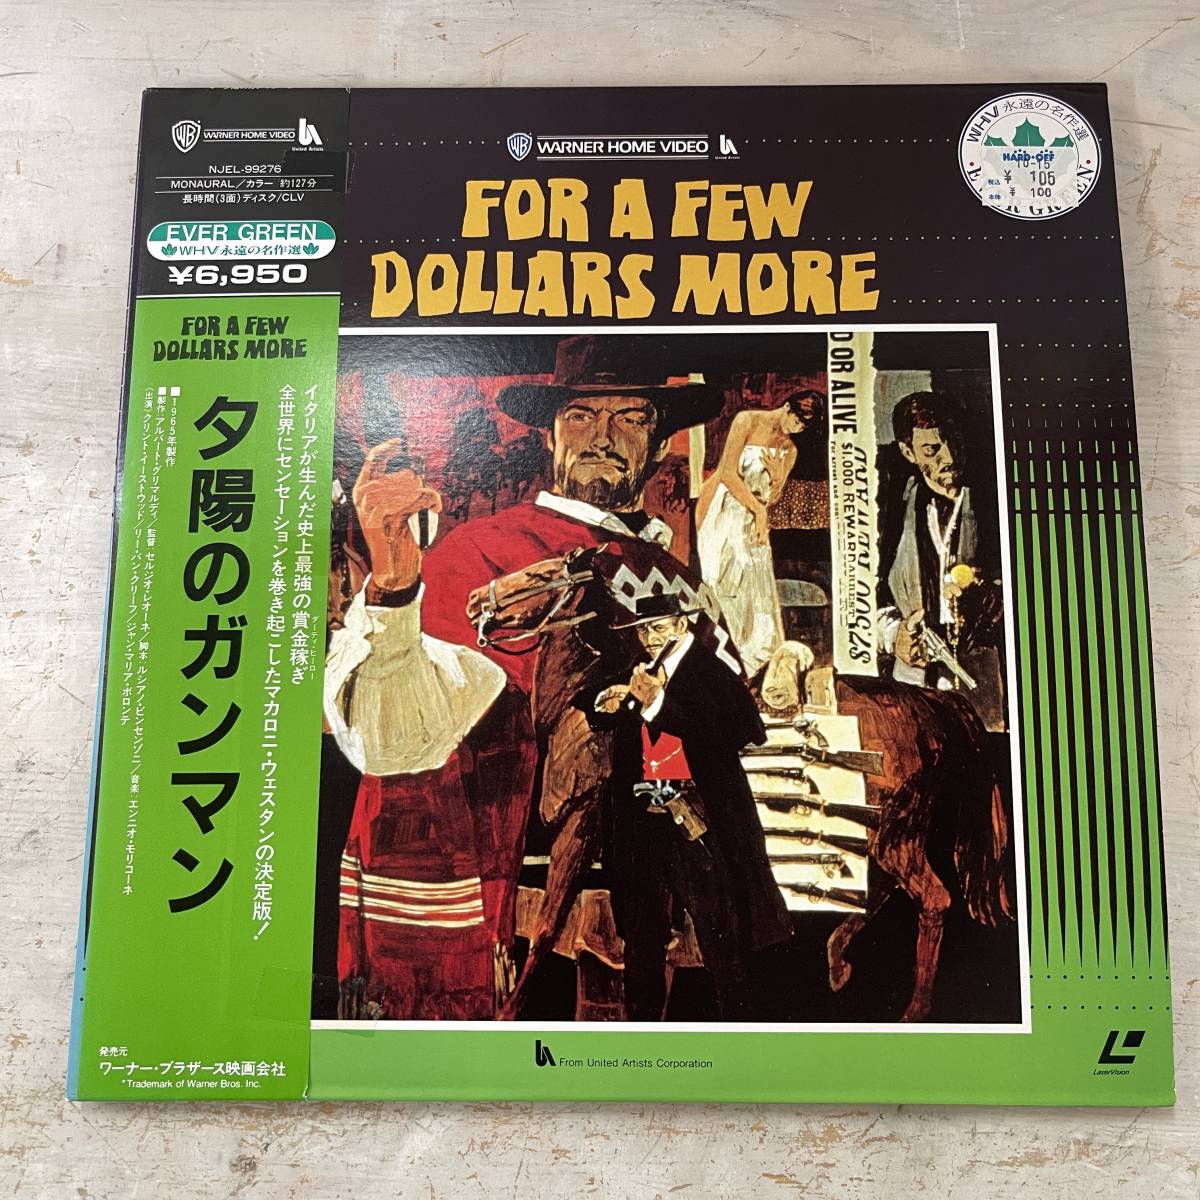 WB WARNER HOME VIDEO
United Artists
NJEL-99276
MONAURAL/カラー 約127分
長時間(3面)ディスク/CLV
EVER GREEN
WHV永遠の名作選
¥6,950
FOR A FEW
DOLLARS MORE
イタリアが生んだ史上最強の賞金稼ぎ
ダーティ・ヒーロー
全世界にセンセーションを巻き起こしたマカロニ・ウェスタンの決定版!
夕陽のガンマン
■1965年製作
■製作:アルバート・グリマルディ/監督:セルジオ・レオーネ/脚本:ルシアノ・ビンセンゾーニ/音楽:エンニオ・モリコーネ
(出演)クリント・イーストウッド/リー・バン・クリーフ/ジャン・マリア・ボロンテ
発売元
ワーナー・ブラザース映画会社
*Trademark of Warner Bros. Inc.
WB WARNER HOME VIDEO
United Artists
FOR A FEW
DOLLARS MORE
WHV永遠の名作選
HARD・OFF
10-15
税込 ¥ 105
本体 ¥ 100
D OR ALIVE
$1,000 REWARD
From United Artists Corporation
LaserVision